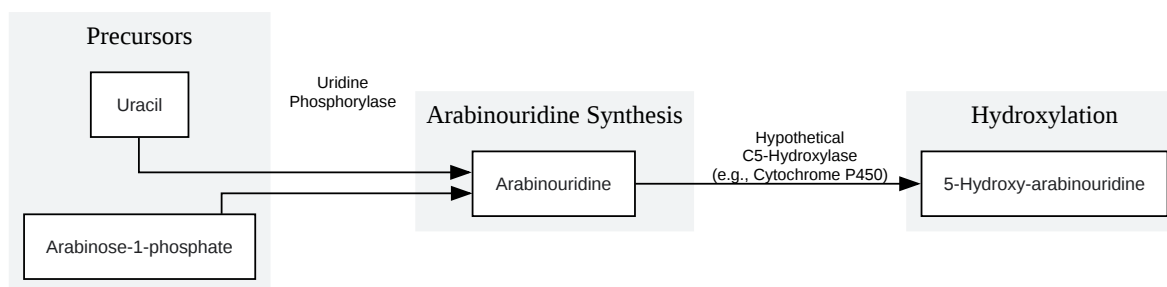 Precursors
Uracil
Arabinose-1-phosphate
Uridine
Phosphorylase
Arabinouridine Synthesis
Arabinouridine
Hypothetical
C5-Hydroxylase
(e.g., Cytochrome P450)
Hydroxylation
5-Hydroxy-arabinouridine